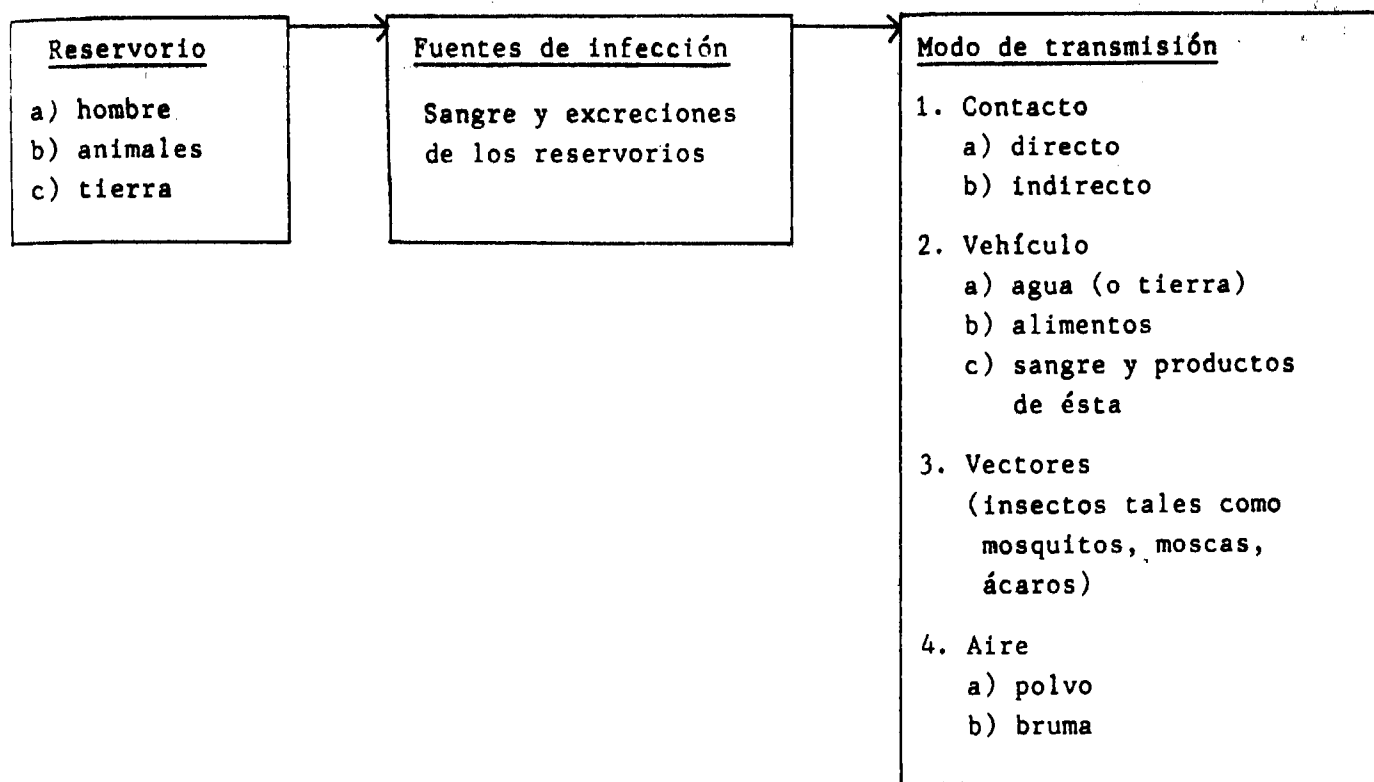 Reservorio
a) hombre
b) animales
c) tierra
Fuentes de infección
Sangre y excreciones
de los reservorios
Modo de transmisión
1. Contacto
a) directo
b) indirecto
2. Vehículo
a) agua (o tierra)
b) alimentos
c) sangre y productos
de ésta
3. Vectores
(insectos tales como
mosquitos, moscas,
ácaros)
4. Aire
a) polvo
b) bruma